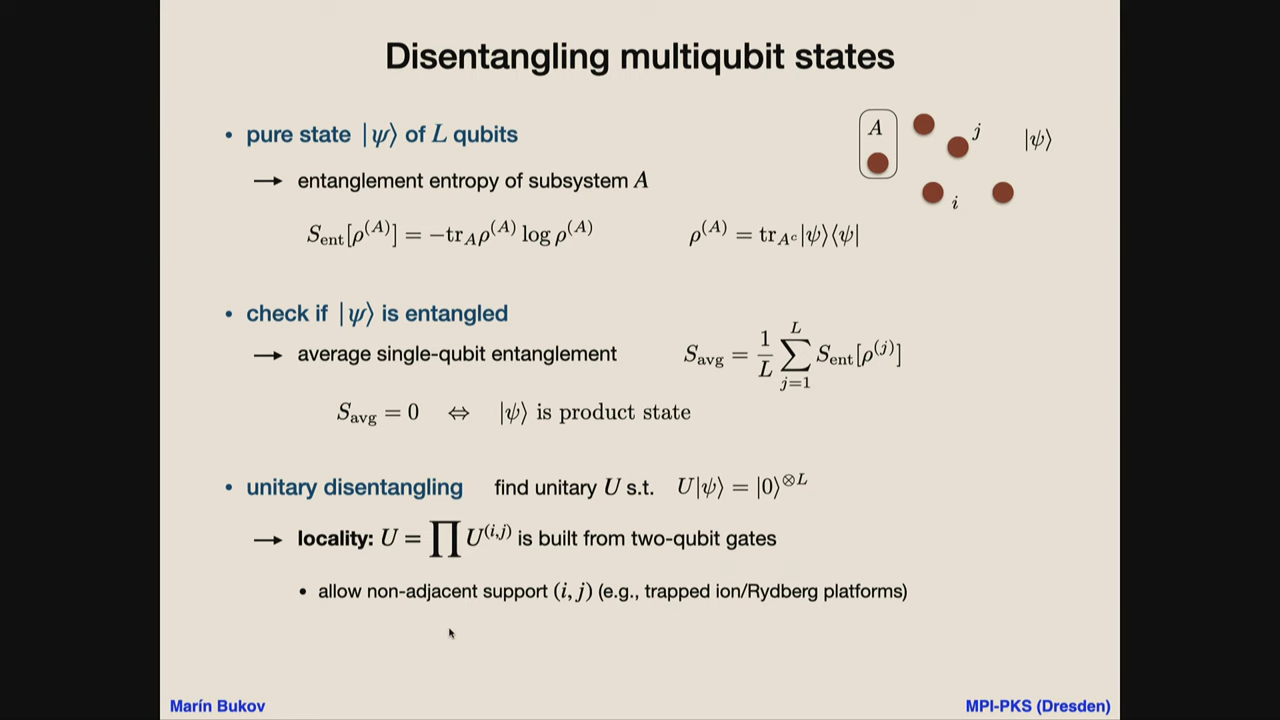 Disentangling multiqubit states
• pure state |ψ⟩ of L qubits
A
j
|ψ⟩
i
→ entanglement entropy of subsystem A
S_ent[ρ^(A)] = −tr_A ρ^(A) log ρ^(A)    ρ^(A) = tr_{A^c} |ψ⟩⟨ψ|
• check if |ψ⟩ is entangled
→ average single-qubit entanglement    S_avg = 1/L ∑_{j=1}^{L} S_ent[ρ^(j)]
S_avg = 0 ⇔ |ψ⟩ is product state
• unitary disentangling    find unitary U s.t.    U|ψ⟩ = |0⟩^{⊗L}
→ locality: U = ∏ U^(i,j) is built from two-qubit gates
• allow non-adjacent support (i, j) (e.g., trapped ion/Rydberg platforms)
Marín Bukov    MPI-PKS (Dresden)